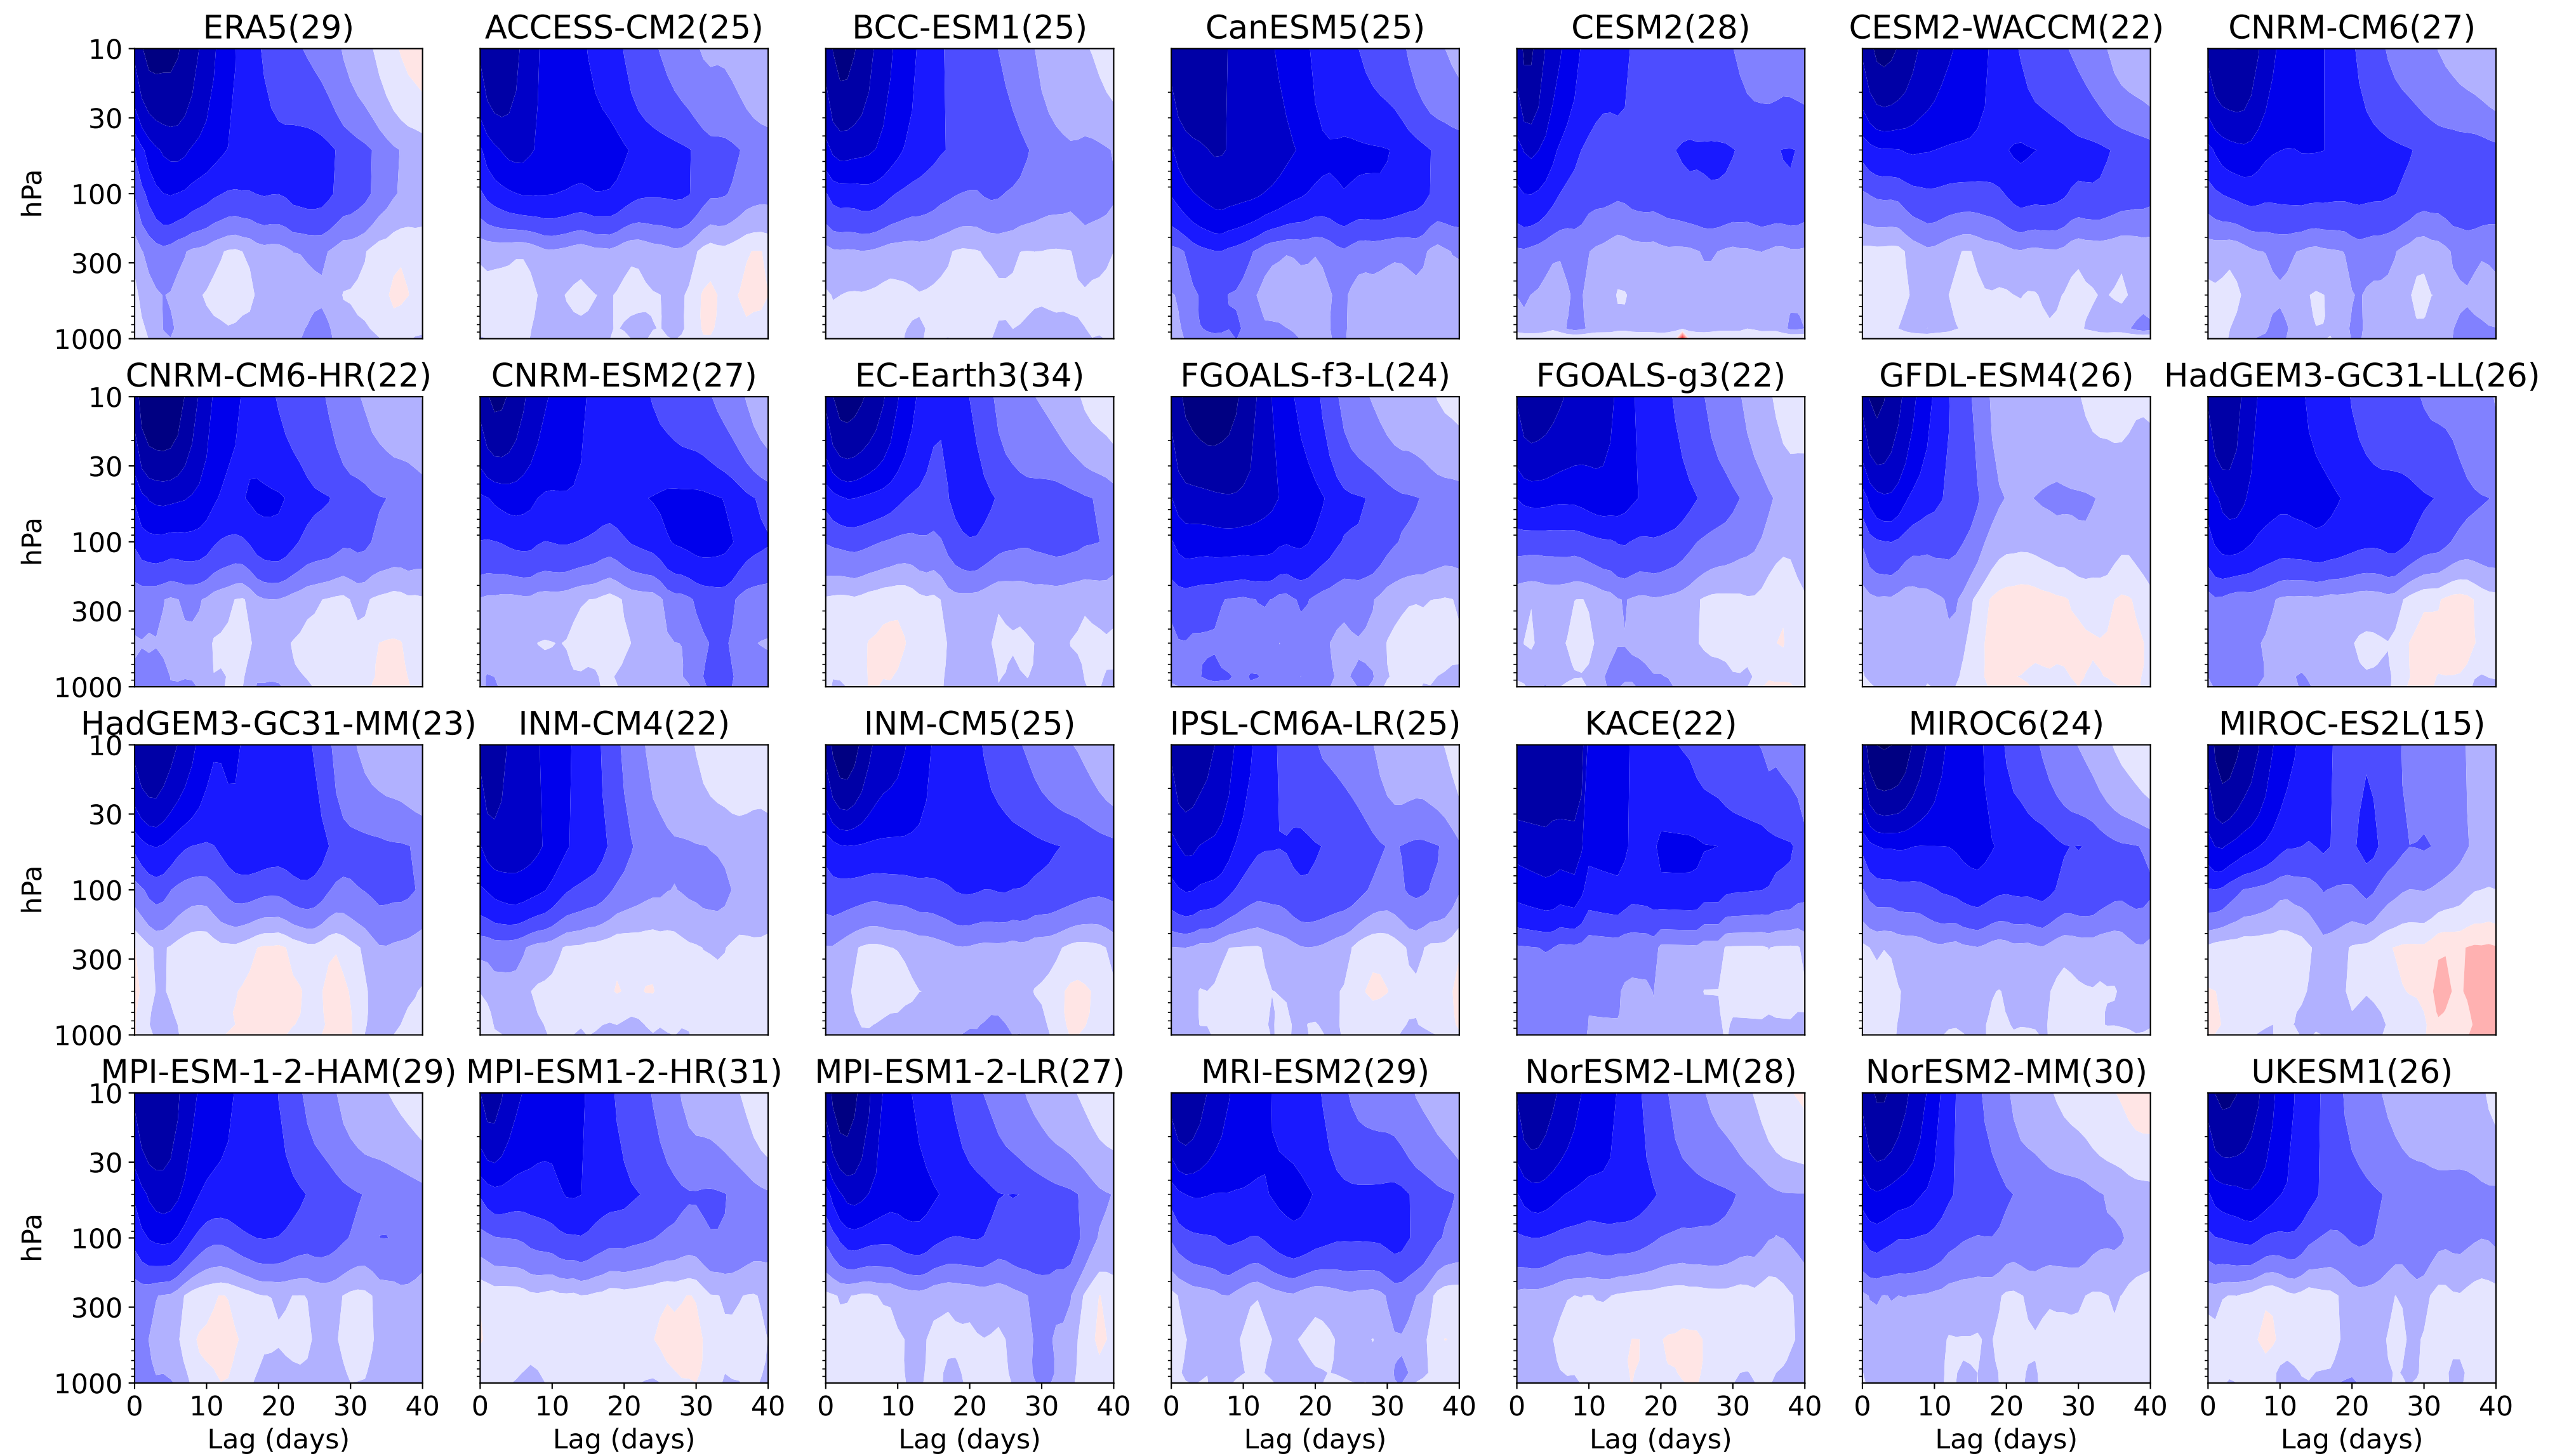 ERA5(29) ACCESS-CM2(25) BCC-ESM1(25) CanESM5(25) CESM2(28) CESM2-WACCM(22) CNRM-CM6(27)
10
30
100
300
1000
hPa
CNRM-CM6-HR(22) CNRM-ESM2(27) EC-Earth3(34) FGOALS-f3-L(24) FGOALS-g3(22) GFDL-ESM4(26) HadGEM3-GC31-LL(26)
10
30
100
300
1000
hPa
HadGEM3-GC31-MM(23) INM-CM4(22) INM-CM5(25) IPSL-CM6A-LR(25) KACE(22) MIROC6(24) MIROC-ES2L(15)
10
30
100
300
1000
hPa
MPI-ESM-1-2-HAM(29) MPI-ESM1-2-HR(31) MPI-ESM1-2-LR(27) MRI-ESM2(29) NorESM2-LM(28) NorESM2-MM(30) UKESM1(26)
10
30
100
300
1000
hPa
0 10 20 30 40 0 10 20 30 40 0 10 20 30 40 0 10 20 30 40 0 10 20 30 40 0 10 20 30 40 0 10 20 30 40
Lag (days) Lag (days) Lag (days) Lag (days) Lag (days) Lag (days) Lag (days)